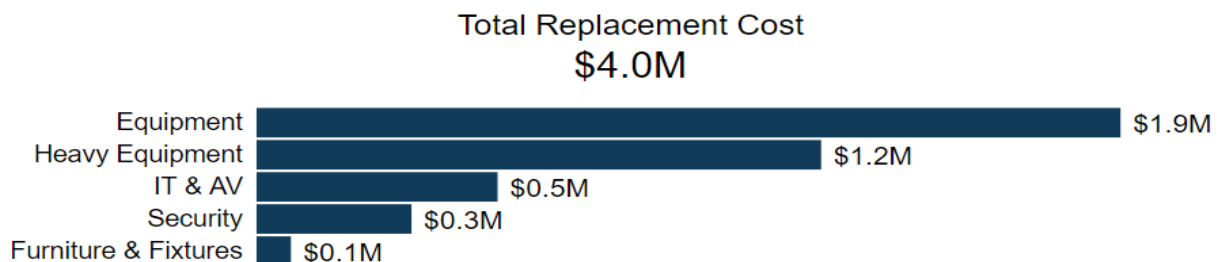 Total Replacement Cost
$4.0M
Equipment $1.9M
Heavy Equipment $1.2M
IT & AV $0.5M
Security $0.3M
Furniture & Fixtures $0.1M